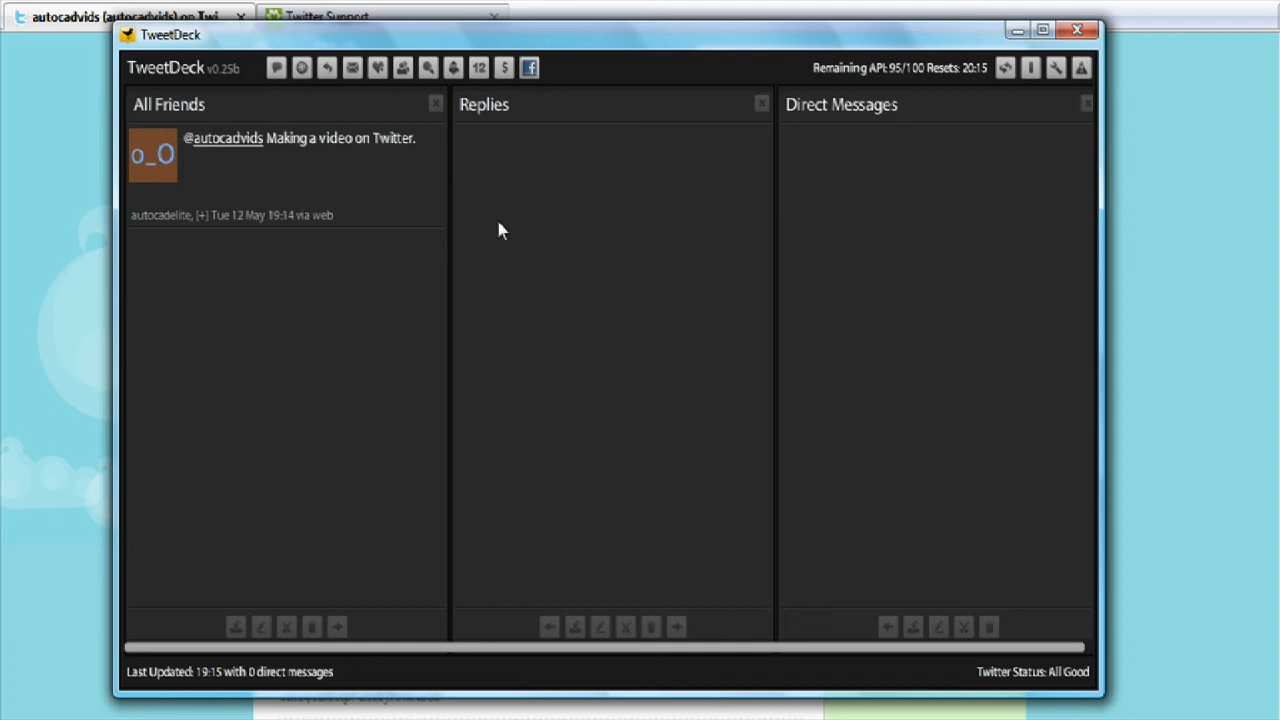 autocadvids (autocadvids) on Twi
Twitter Support
TweetDeck
TweetDeck v0.25b
12
$
f
Remaining API: 95/100 Resets: 20:15
All Friends
Replies
Direct Messages
@autocadvids Making a video on Twitter.
o_O
autocadelite, [+] Tue 12 May 19:14 via web
Last Updated: 19:15 with 0 direct messages
Twitter Status: All Good